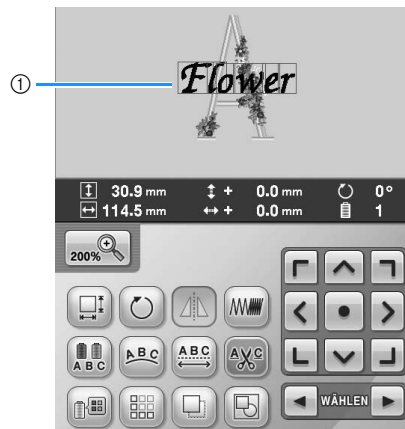 ①
Flower
A
30.9 mm + 0.0 mm 0°
114.5 mm + 0.0 mm 1
200%
ABC ABC ABC A C
WÄHLEN